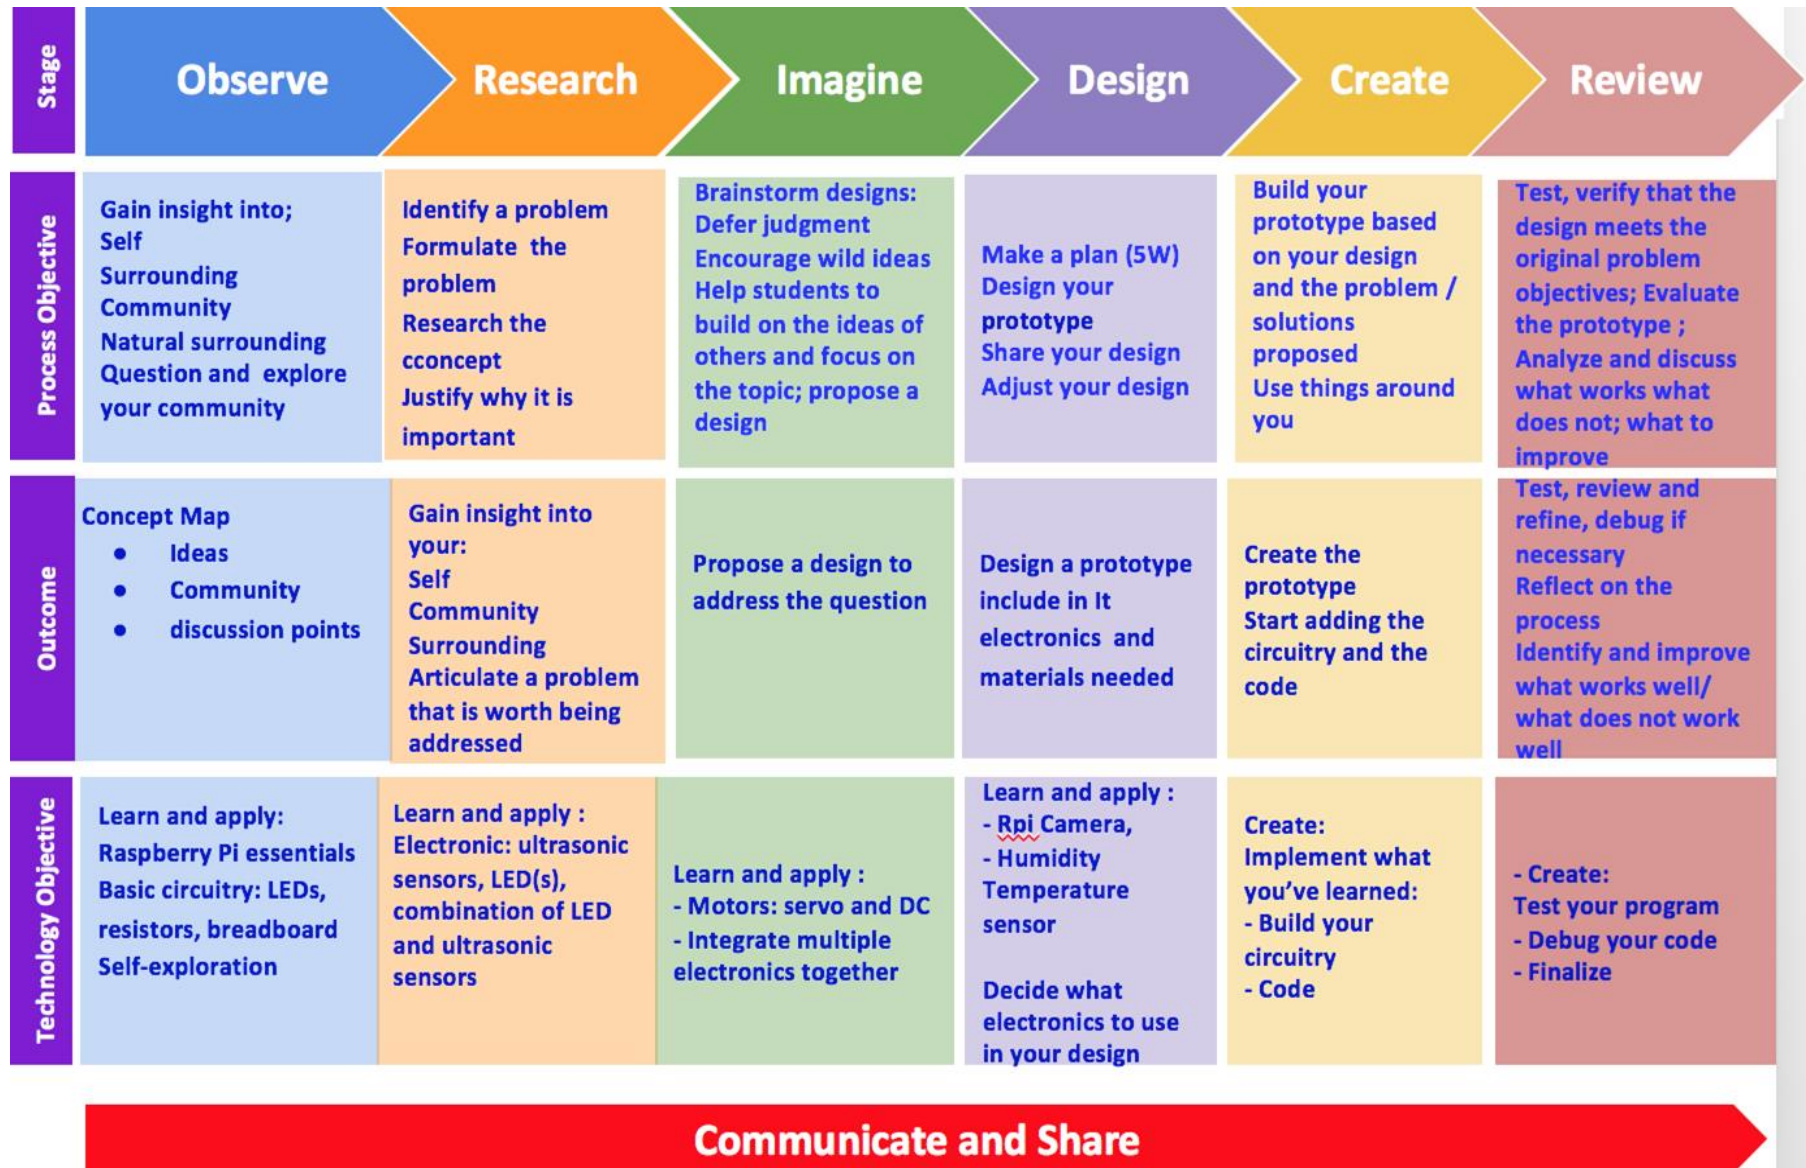 Stage
Observe
Research
Imagine
Design
Create
Review
Process Objective
Gain insight into;
Self
Surrounding
Community
Natural surrounding
Question and explore
your community
Identify a problem
Formulate the
problem
Research the
cconcept
Justify why it is
important
Brainstorm designs:
Defer judgment
Encourage wild ideas
Help students to
build on the ideas of
others and focus on
the topic; propose a
design
Make a plan (5W)
Design your
prototype
Share your design
Adjust your design
Build your
prototype based
on your design
and the problem /
solutions
proposed
Use things around
you
Test, verify that the
design meets the
original problem
objectives; Evaluate
the prototype ;
Analyze and discuss
what works what
does not; what to
improve
Outcome
Concept Map
● Ideas
● Community
● discussion points
Gain insight into
your:
Self
Community
Surrounding
Articulate a problem
that is worth being
addressed
Propose a design to
address the question
Design a prototype
include in It
electronics and
materials needed
Create the
prototype
Start adding the
circuitry and the
code
Test, review and
refine, debug if
necessary
Reflect on the
process
Identify and improve
what works well/
what does not work
well
Technology Objective
Learn and apply:
Raspberry Pi essentials
Basic circuitry: LEDs,
resistors, breadboard
Self-exploration
Learn and apply :
Electronic: ultrasonic
sensors, LED(s),
combination of LED
and ultrasonic
sensors
Learn and apply :
- Motors: servo and DC
- Integrate multiple
electronics together
Learn and apply :
- Rpi Camera,
- Humidity
Temperature
sensor
Decide what
electronics to use
in your design
Create:
Implement what
you've learned:
- Build your
circuitry
- Code
- Create:
Test your program
- Debug your code
- Finalize
Communicate and Share